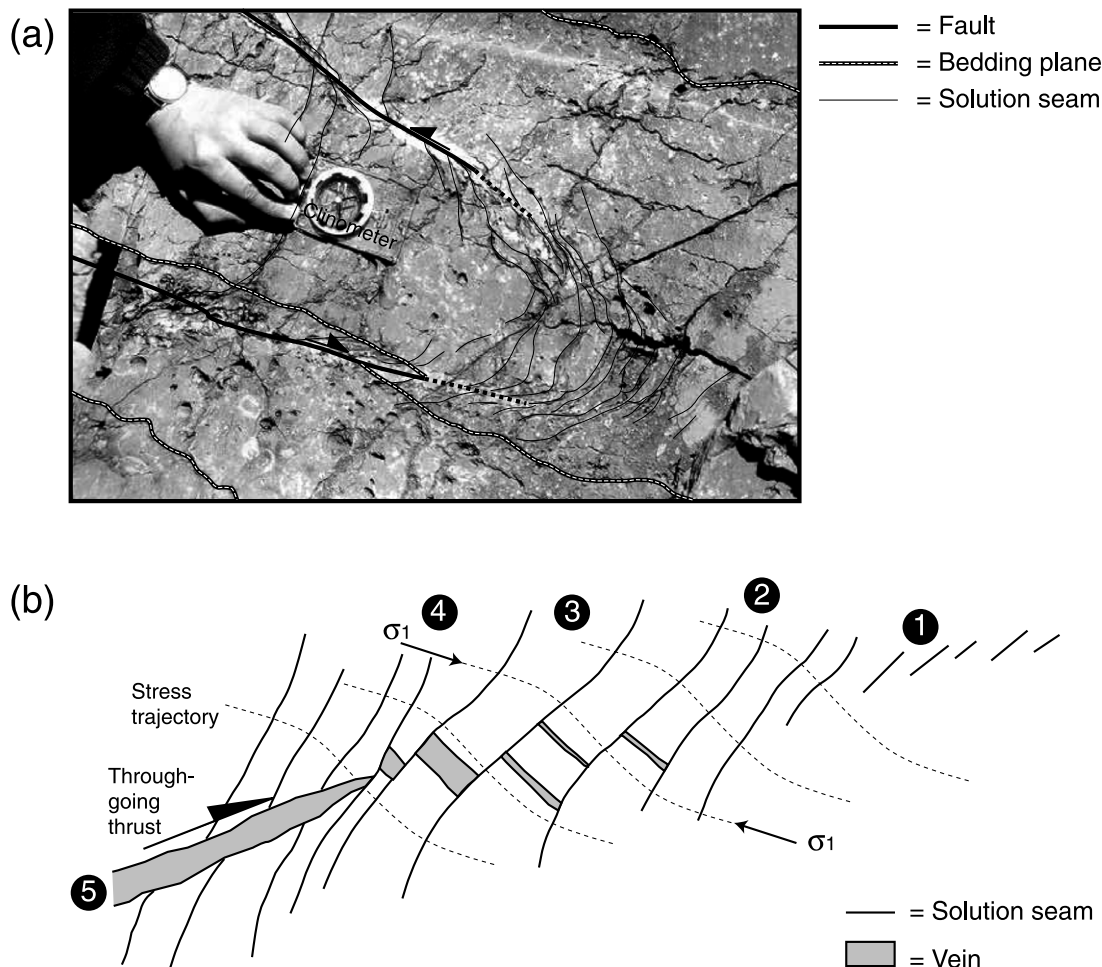 (a)
= Fault
= Bedding plane
= Solution seam
Clinometer
(b)
4
3
2
1
σ1
Stress
trajectory
Through-
going
thrust
σ1
5
= Solution seam
= Vein